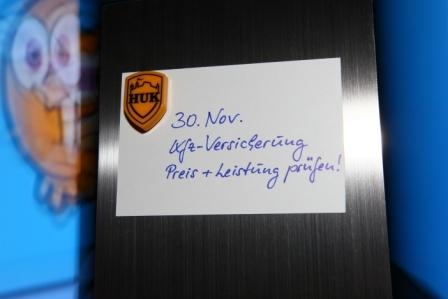 HUK
30. Nov.
Kfz-Versicherung
Preis + Leistung prüfen!